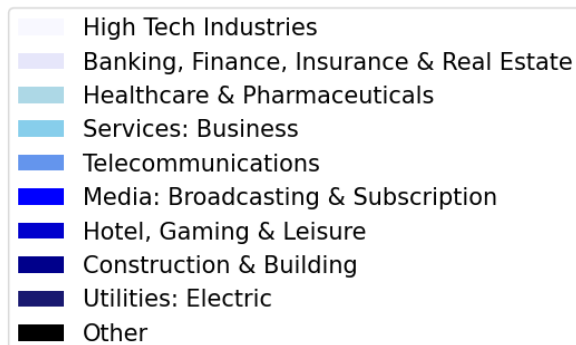 High Tech Industries
Banking, Finance, Insurance & Real Estate
Healthcare & Pharmaceuticals
Services: Business
Telecommunications
Media: Broadcasting & Subscription
Hotel, Gaming & Leisure
Construction & Building
Utilities: Electric
Other